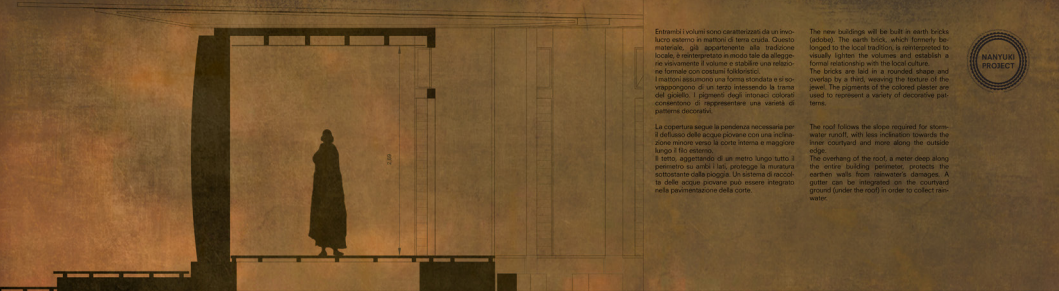 Entrambi i volumi sono caratterizzati da un invo-
lucro esterno in mattoni di terra cruda. Questo
materiale, già appartenente alla tradizione
locale, è reinterpretato in modo tale da allegge-
rire visivamente il volume e stabilire una relazio-
ne formale con costumi folkloristici.
I mattoni assumono una forma stondata e si so-
vrappongono di un terzo intessendo la trama
del gioiello. I pigmenti degli intonaci colorati
consentono di rappresentare una varietà di
patterns decorativi.
La copertura segue la pendenza necessaria per
il deflusso delle acque piovane con una inclina-
zione minore verso la corte interna e maggiore
lungo il filo esterno.
Il tetto, aggettando di un metro lungo tutto il
perimetro su ambi i lati, protegge la muratura
sottostante dalla pioggia. Un sistema di raccol-
ta delle acque piovane può essere integrato
nella pavimentazione della corte.
The new buildings will be built in earth bricks
(adobe). The earth brick, which formerly be-
longed to the local tradition, is reinterpreted to
visually lighten the volumes and establish a
formal relationship with the local culture.
The bricks are laid in a rounded shape and
overlap by a third, weaving the texture of the
jewel. The pigments of the colored plaster are
used to represent a variety of decorative pat-
terns.
The roof follows the slope required for storm-
water runoff, with less inclination towards the
inner courtyard and more along the outside
edge.
The overhang of the roof, a meter deep along
the entire building perimeter, protects the
earthen walls from rainwater's damages. A
gutter can be integrated on the courtyard
ground (under the roof) in order to collect rain-
water.
NANYUKI
PROJECT